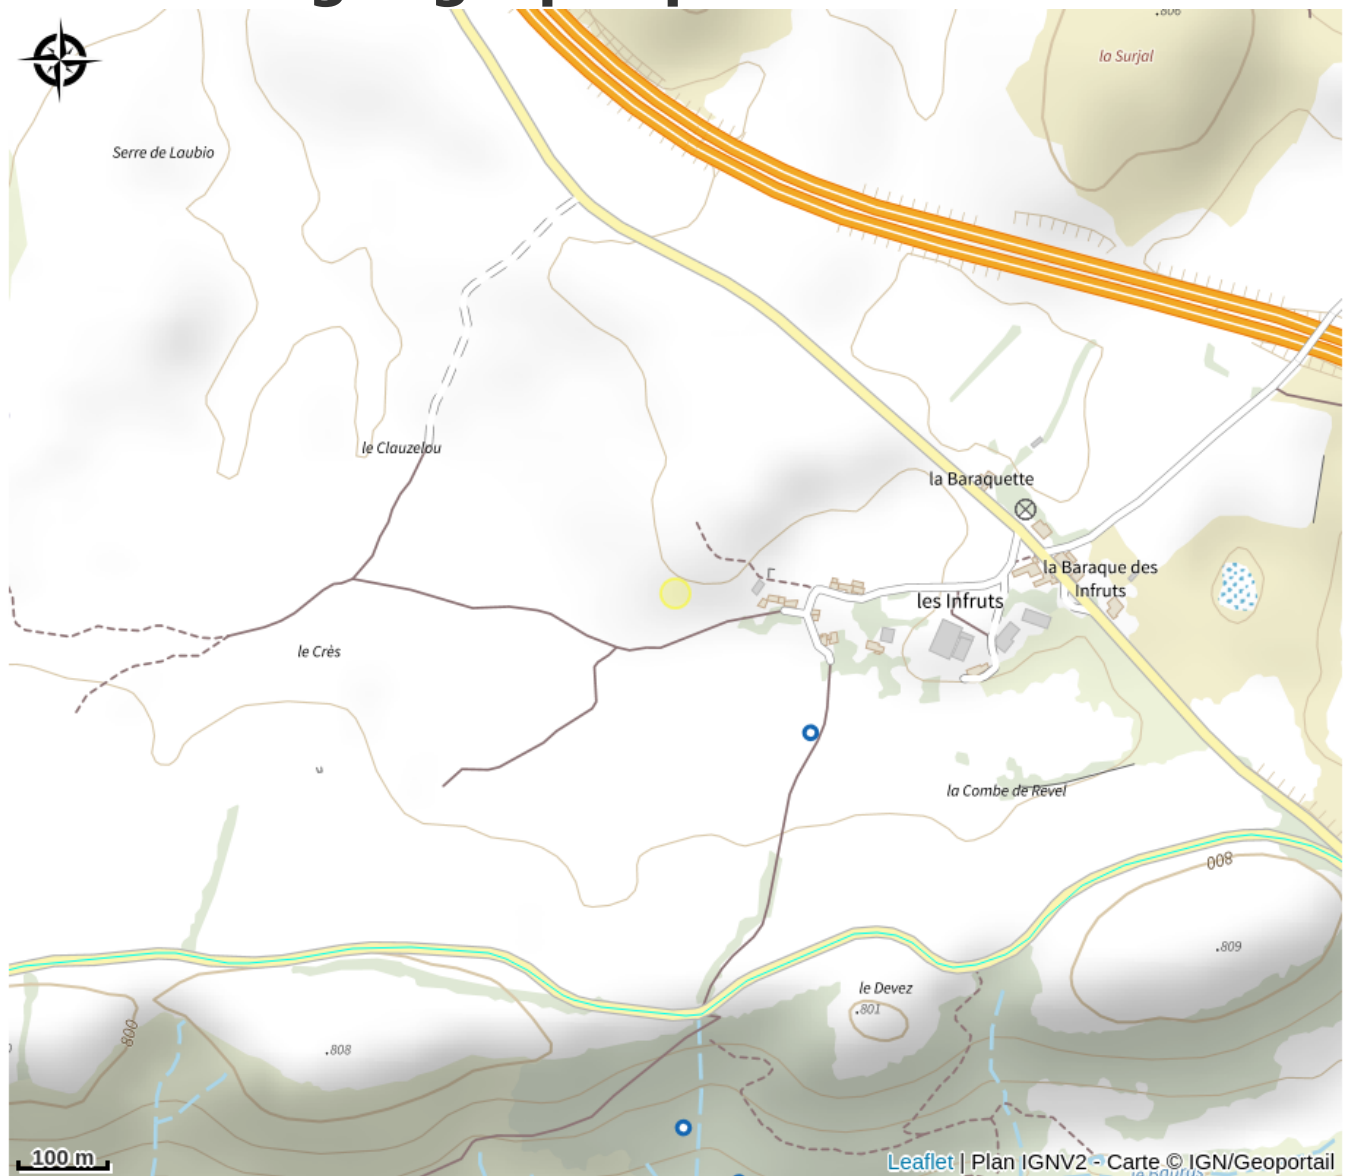 .806
la Surjal
Serre de Laubio
le Clauzelou
la Baraquette
la Baraque des
Infruts
les Infruts
le Crès
la Combe de Revel
800
.809
le Devez
.801
800
.808
100 m
Leaflet | Plan IGNV2 - Carte © IGN/Geoportail